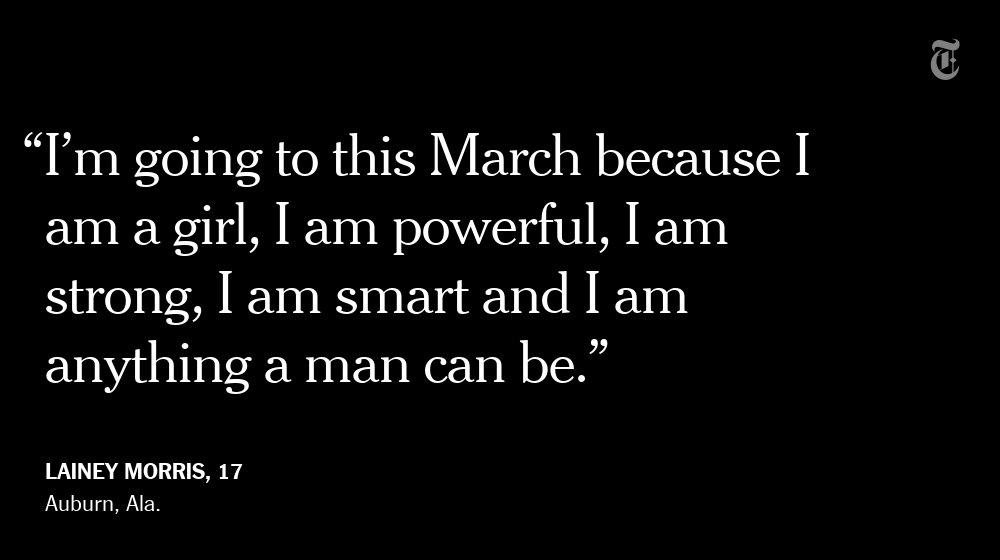 T
“I’m going to this March because I
am a girl, I am powerful, I am
strong, I am smart and I am
anything a man can be.”
LAINEY MORRIS, 17
Auburn, Ala.